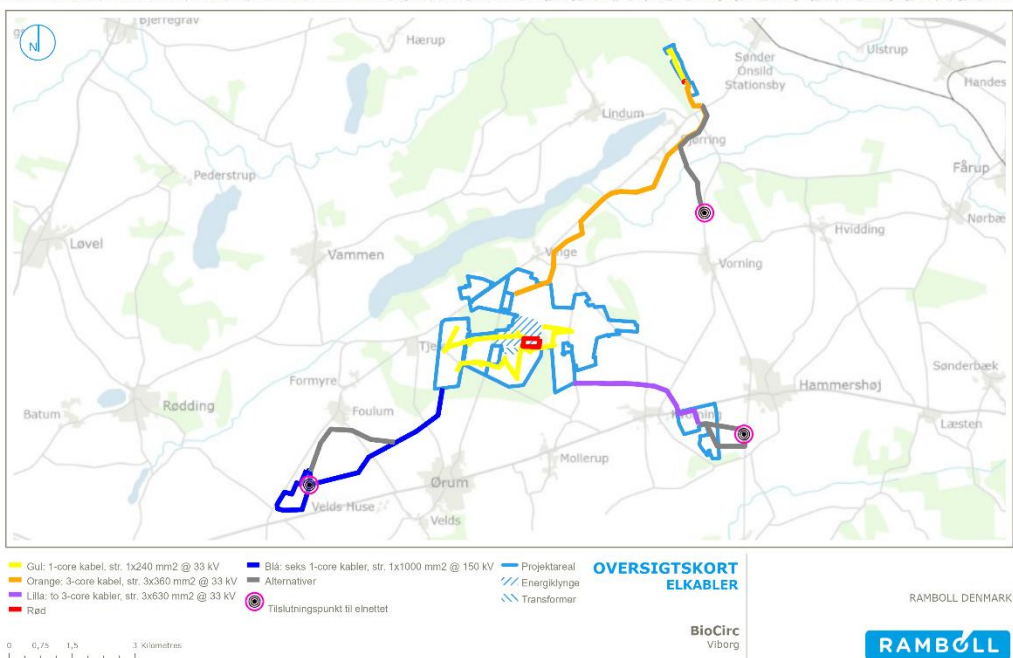 Bjerregrav
Hærup
Ulstrup
N
Sønder
Onsild
Stationsby
Handes
Lindum
Fårup
Pederstrup
Løvel
Vammen
Hvidding
Nørbæ
Vinge
Vorning
Tje
Formyre
Hammershøj
Sønderbæk
Batum
Rødding
Foulum
Læsten
Mollerup
Ørum
Velds Huse
Velds
Gul: 1-core kabel, str. 1x240 mm2 @ 33 kV
Orange: 3-core kabel, str. 3x360 mm2 @ 33 kV
Lilla: to 3-core kabler, str. 3x630 mm2 @ 33 kV
Rød
Blå: seks 1-core kabler, str. 1x1000 mm2 @ 150 kV
Alternativer
Tilslutningspunkt til elnettet
Projektareal
Energiklynge
Transformer
OVERSIGTSKORT
ELKABLER
RAMBOLL DENMARK
BioCirc
Viborg
0 0,75 1,5 3 Kilometres
RAMBOLL